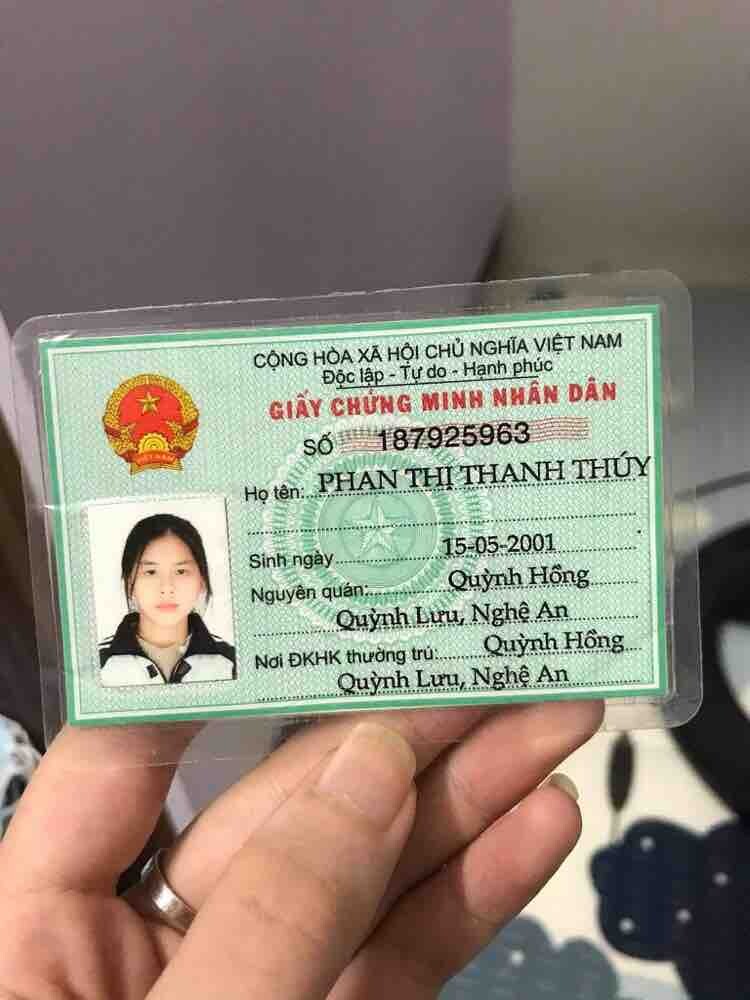 CỘNG HÒA XÃ HỘI CHỦ NGHĨA VIỆT NAM
Độc lập - Tự do - Hạnh phúc
GIẤY CHỨNG MINH NHÂN DÂN
SỐ 187925963
Họ tên: PHAN THỊ THANH THÚY
Sinh ngày 15-05-2001
Nguyên quán: Quỳnh Hồng
Quỳnh Lưu, Nghệ An
Nơi ĐKHK thường trú: Quỳnh Hồng
Quỳnh Lưu, Nghệ An
VIỆT NAM